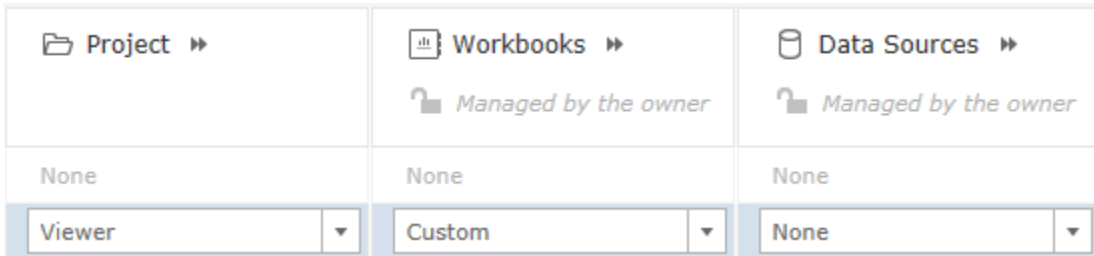 Project Workbooks Data Sources
Managed by the owner Managed by the owner
None None None
Viewer Custom None